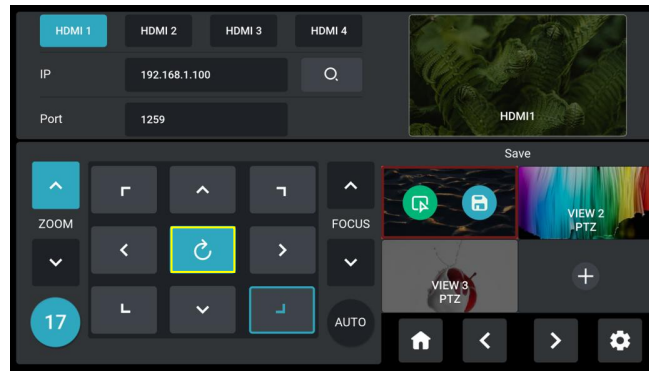 HDMI 1 HDMI 2 HDMI 3 HDMI 4
IP 192.168.1.100
Port 1259
HDMI1
Save
ZOOM
17
FOCUS
AUTO
VIEW 2
PTZ
VIEW 3
PTZ